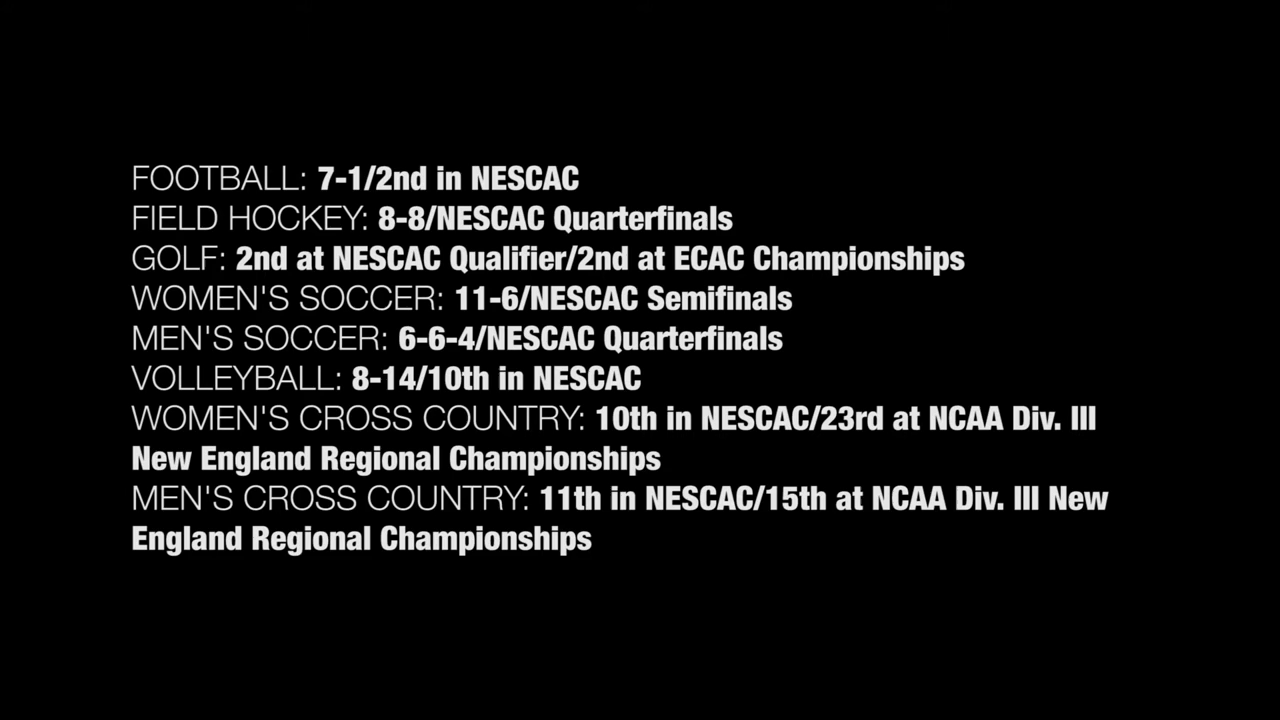 FOOTBALL: 7-1/2nd in NESCAC
FIELD HOCKEY: 8-8/NESCAC Quarterfinals
GOLF: 2nd at NESCAC Qualifier/2nd at ECAC Championships
WOMEN'S SOCCER: 11-6/NESCAC Semifinals
MEN'S SOCCER: 6-6-4/NESCAC Quarterfinals
VOLLEYBALL: 8-14/10th in NESCAC
WOMEN'S CROSS COUNTRY: 10th in NESCAC/23rd at NCAA Div. III
New England Regional Championships
MEN'S CROSS COUNTRY: 11th in NESCAC/15th at NCAA Div. III New
England Regional Championships